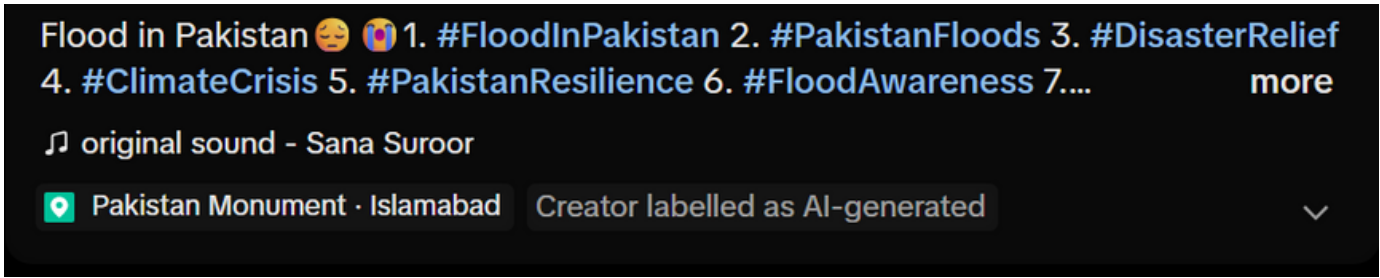 Flood in Pakistan😔 😭1. #FloodInPakistan 2. #PakistanFloods 3. #DisasterRelief
4. #ClimateCrisis 5. #PakistanResilience 6. #FloodAwareness 7.... more
original sound - Sana Suroor
Pakistan Monument · Islamabad Creator labelled as AI-generated